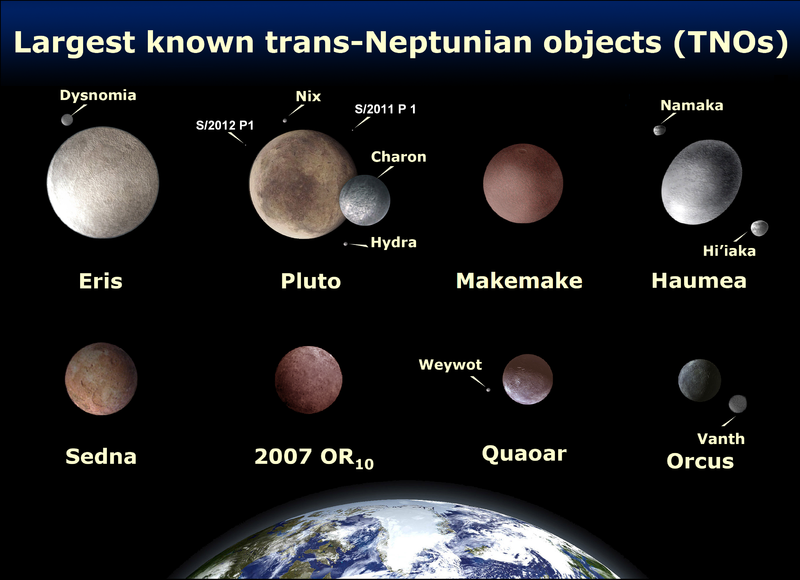 Largest known trans-Neptunian objects (TNOs)
Dysnomia
Nix
S/2012 P1
S/2011 P 1
Charon
Hydra
Namaka
Hi’iaka
Eris
Pluto
Makemake
Haumea
Weywot
Vanth
Sedna
2007 OR₁₀
Quaoar
Orcus